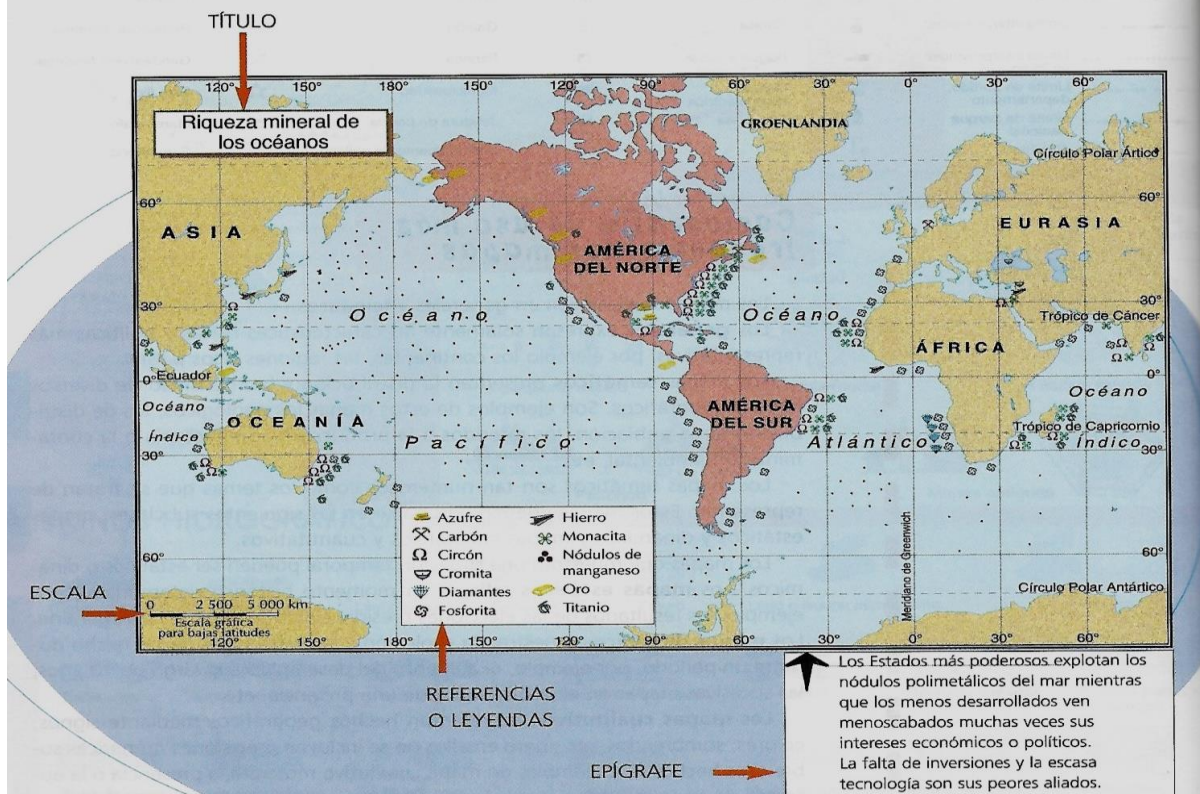 TÍTULO
120° 150° 180° 150° 120° 90° 60° 30° 0° 30° 60°
Riqueza mineral de
los océanos
GROENLANDIA
Círculo Polar Ártico
60°
60°
ASIA
EURASIA
AMÉRICA
DEL NORTE
30°
30°
Océano
Océano
Trópico de Cáncer
ÁFRICA
Ecuador
0°
0°
Océano
Océano
OCEANÍA
AMÉRICA
DEL SUR
Trópico de Capricornio
Índico
Pacífico
Atlántico
Índico
30°
30°
Azufre
Carbón
Circón
Cromita
Diamantes
Fosforita
Hierro
Monacita
Nódulos de
manganeso
Oro
Titanio
60°
60°
Meridiano de Greenwich
Círculo Polar Antártico
ESCALA
0 2 500 5 000 km
Escala gráfica
para bajas latitudes
120° 150° 180° 150° 120° 90° 60° 30° 0° 30° 60°
REFERENCIAS
O LEYENDAS
EPÍGRAFE
Los Estados más poderosos explotan los
nódulos polimetálicos del mar mientras
que los menos desarrollados ven
menoscabados muchas veces sus
intereses económicos o políticos.
La falta de inversiones y la escasa
tecnología son sus peores aliados.